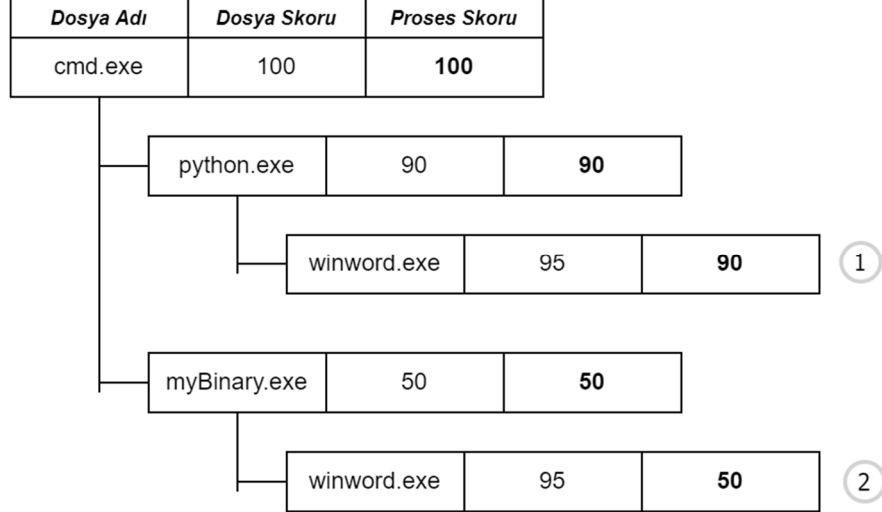 Dosya Adı Dosya Skoru Proses Skoru
cmd.exe 100 100
python.exe 90 90
winword.exe 95 90 1
myBinary.exe 50 50
winword.exe 95 50 2